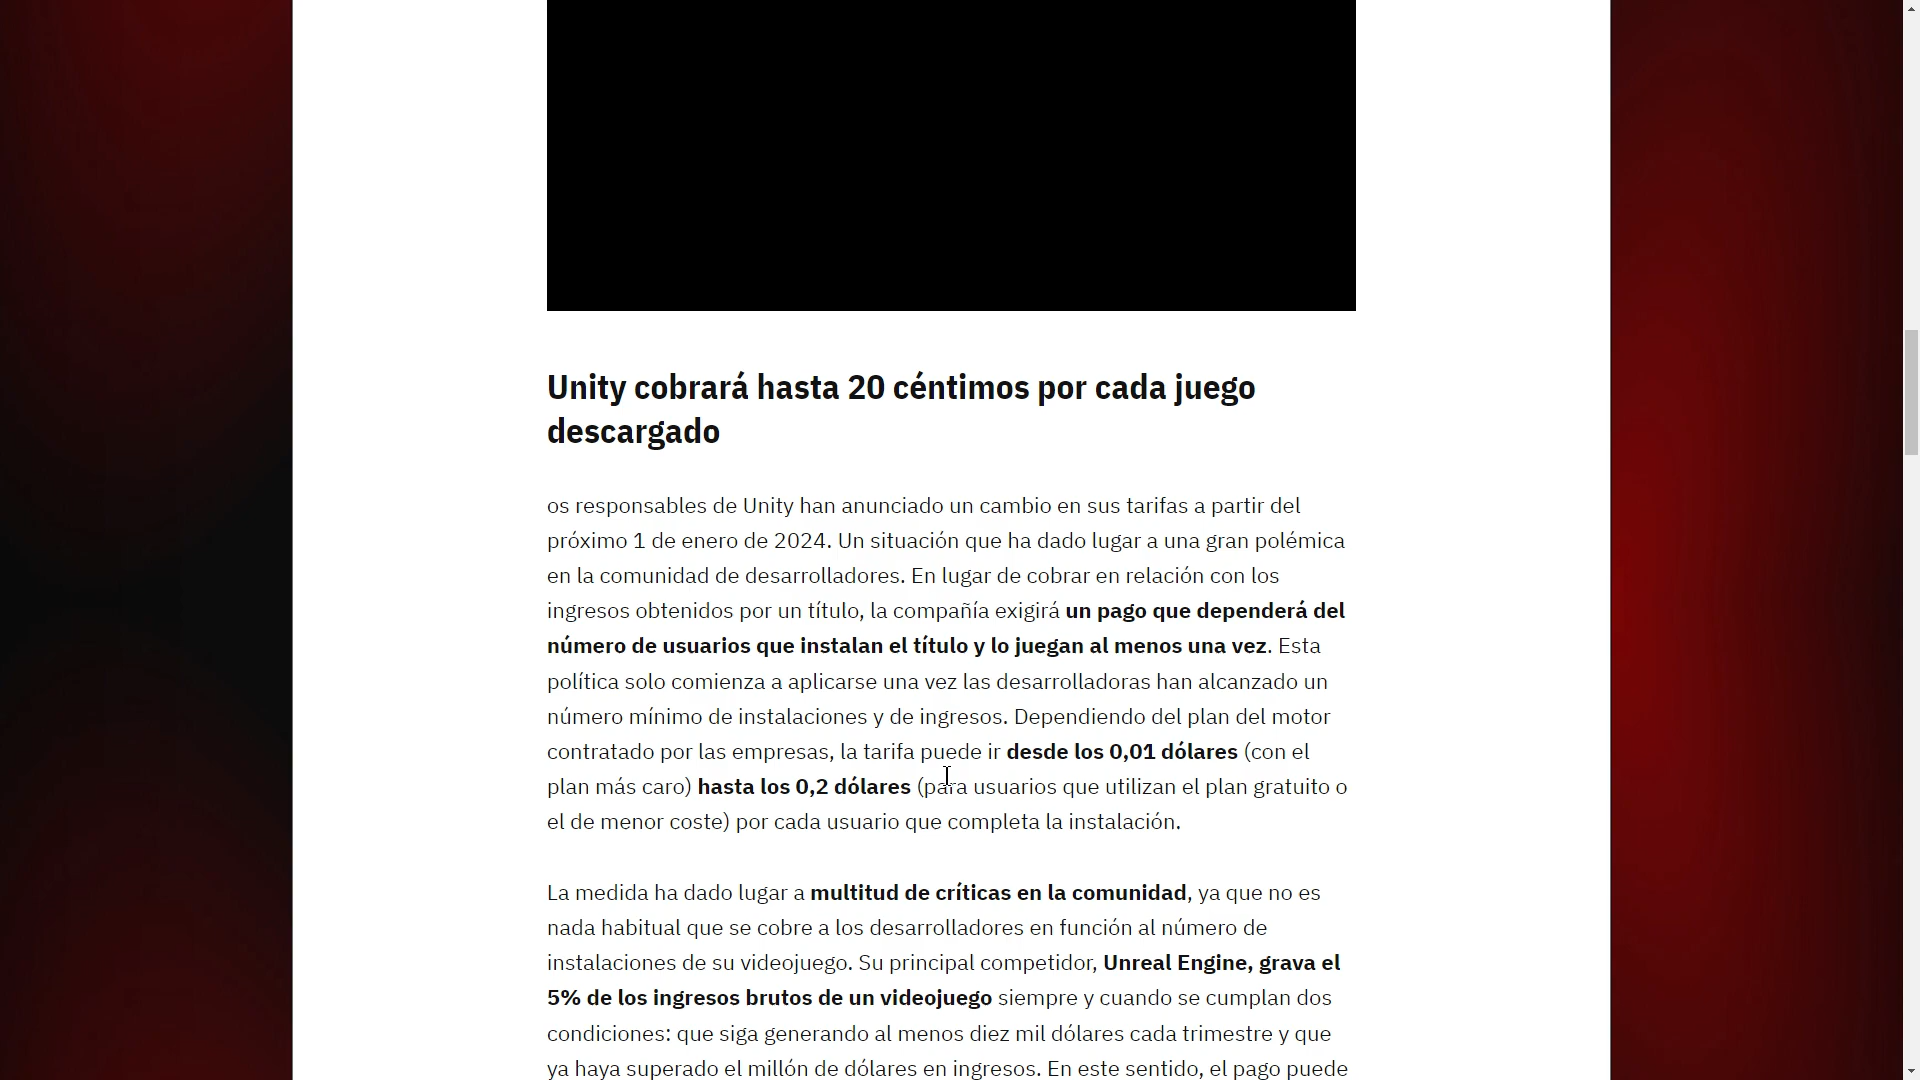 Unity cobrará hasta 20 céntimos por cada juego
descargado
os responsables de Unity han anunciado un cambio en sus tarifas a partir del
próximo 1 de enero de 2024. Un situación que ha dado lugar a una gran polémica
en la comunidad de desarrolladores. En lugar de cobrar en relación con los
ingresos obtenidos por un título, la compañía exigirá un pago que dependerá del
número de usuarios que instalan el título y lo juegan al menos una vez. Esta
política solo comienza a aplicarse una vez las desarrolladoras han alcanzado un
número mínimo de instalaciones y de ingresos. Dependiendo del plan del motor
contratado por las empresas, la tarifa puede ir desde los 0,01 dólares (con el
plan más caro) hasta los 0,2 dólares (para usuarios que utilizan el plan gratuito o
el de menor coste) por cada usuario que completa la instalación.
La medida ha dado lugar a multitud de críticas en la comunidad, ya que no es
nada habitual que se cobre a los desarrolladores en función al número de
instalaciones de su videojuego. Su principal competidor, Unreal Engine, grava el
5% de los ingresos brutos de un videojuego siempre y cuando se cumplan dos
condiciones: que siga generando al menos diez mil dólares cada trimestre y que
ya haya superado el millón de dólares en ingresos. En este sentido, el pago puede